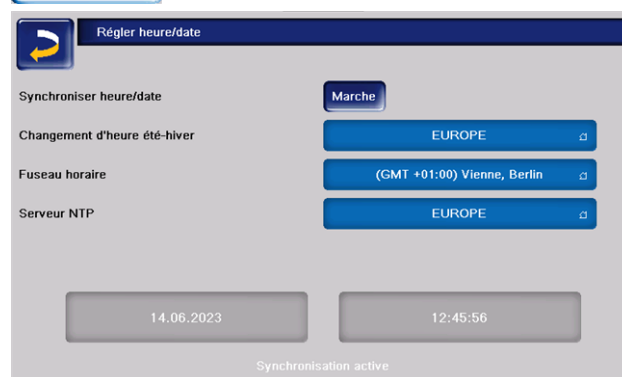 Régler heure/date
Synchroniser heure/date Marche
Changement d'heure été-hiver EUROPE
Fuseau horaire (GMT +01:00) Vienne, Berlin
Serveur NTP EUROPE
14.06.2023 12:45:56
Synchronisation active